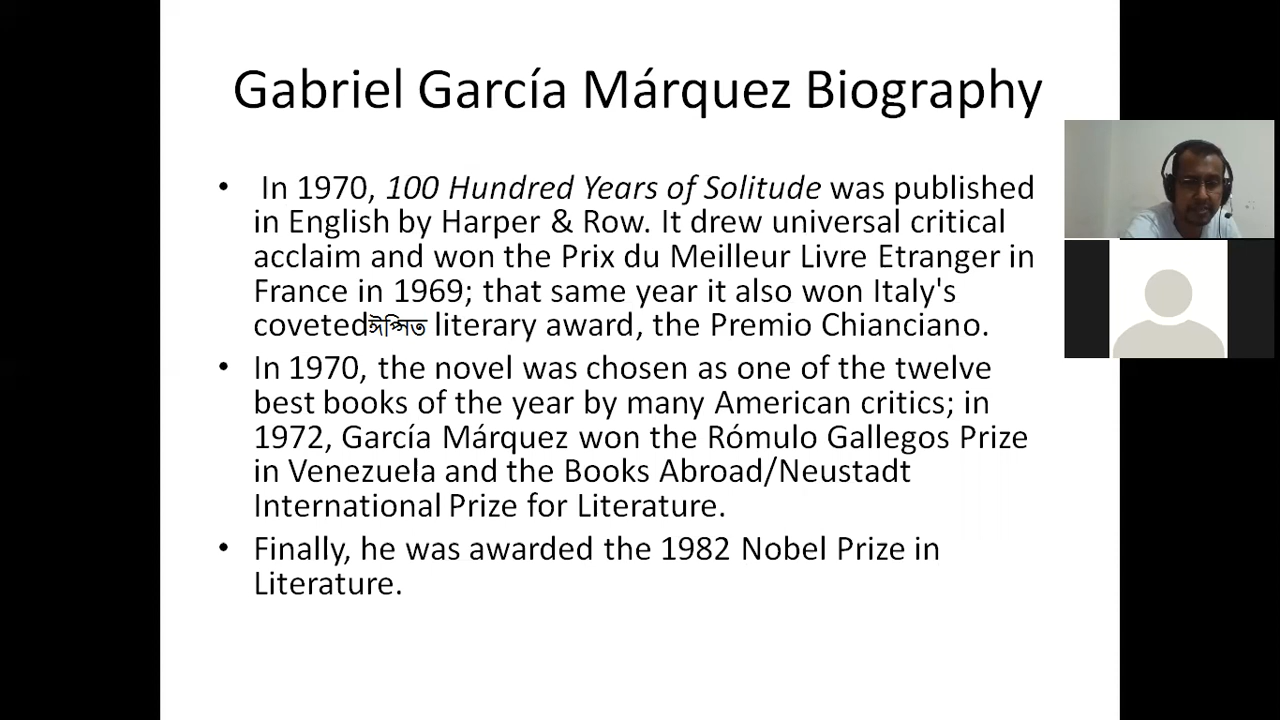 Gabriel García Márquez Biography
• In 1970, 100 Hundred Years of Solitude was published
in English by Harper & Row. It drew universal critical
acclaim and won the Prix du Meilleur Livre Etranger in
France in 1969; that same year it also won Italy's
covetedঈপ্সিত literary award, the Premio Chianciano.
• In 1970, the novel was chosen as one of the twelve
best books of the year by many American critics; in
1972, García Márquez won the Rómulo Gallegos Prize
in Venezuela and the Books Abroad/Neustadt
International Prize for Literature.
• Finally, he was awarded the 1982 Nobel Prize in
Literature.